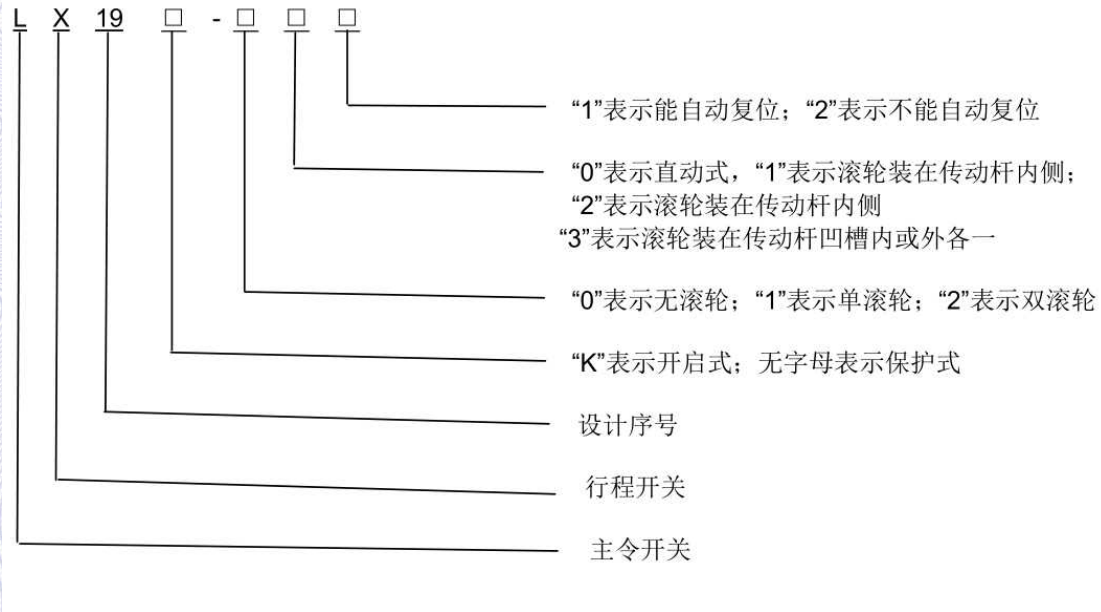 L X 19 □ - □ □ □
“1”表示能自动复位；“2”表示不能自动复位
“0”表示直动式，“1”表示滚轮装在传动杆内侧；
“2”表示滚轮装在传动杆内侧
“3”表示滚轮装在传动杆凹槽内或外各一
“0”表示无滚轮；“1”表示单滚轮；“2”表示双滚轮
“K”表示开启式；无字母表示保护式
设计序号
行程开关
主令开关